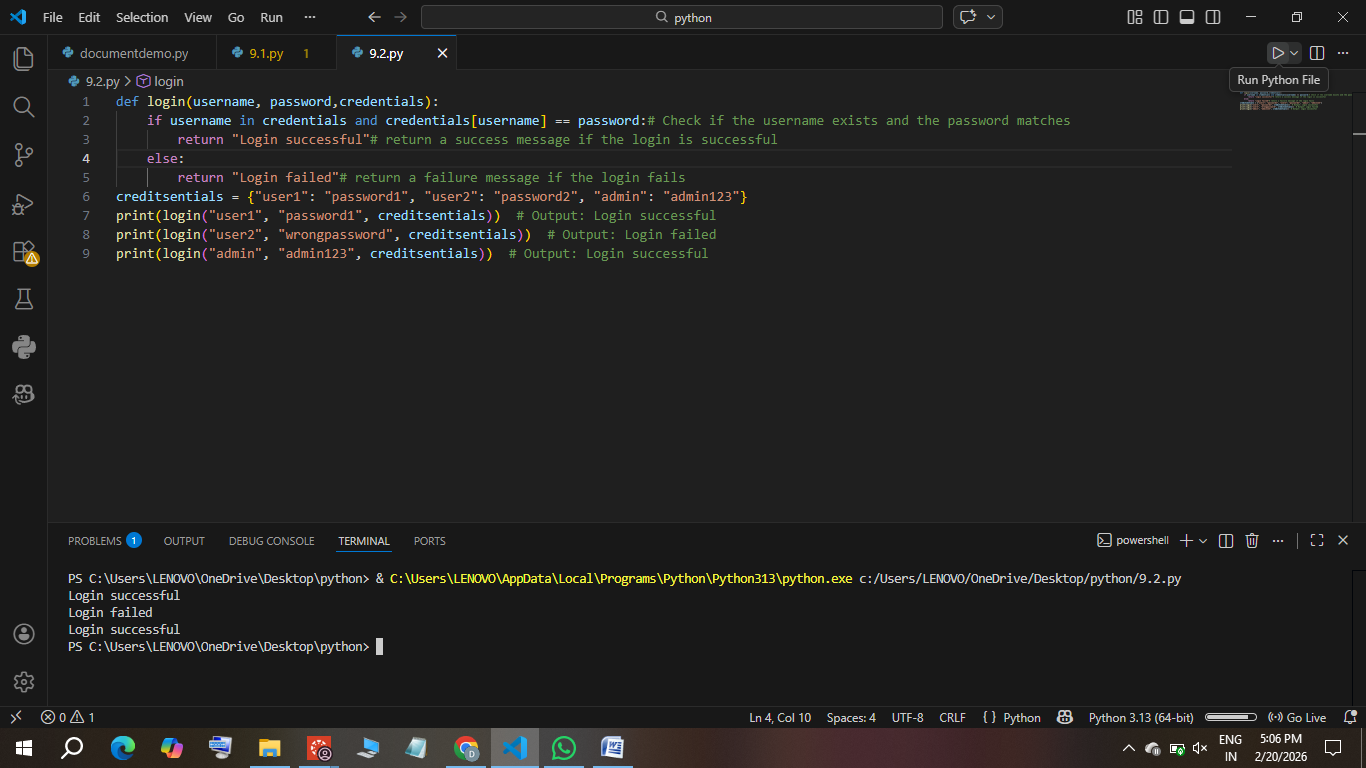 File Edit Selection View Go Run ··· python
documentdemo.py 9.1.py 1 9.2.py
Run Python File
9.2.py > login
1 def login(username, password,credentials):
2     if username in credentials and credentials[username] == password:# Check if the username exists and the password matches
3         return "Login successful"# return a success message if the login is successful
4     else:
5         return "Login failed"# return a failure message if the login fails
6 creditsentials = {"user1": "password1", "user2": "password2", "admin": "admin123"}
7 print(login("user1", "password1", creditsentials))  # Output: Login successful
8 print(login("user2", "wrongpassword", creditsentials))  # Output: Login failed
9 print(login("admin", "admin123", creditsentials))  # Output: Login successful
PROBLEMS 1 OUTPUT DEBUG CONSOLE TERMINAL PORTS powershell
PS C:\Users\LENOVO\OneDrive\Desktop\python> & C:\Users\LENOVO\AppData\Local\Programs\Python\Python313\python.exe c:/Users/LENOVO/OneDrive/Desktop/python/9.2.py
Login successful
Login failed
Login successful
PS C:\Users\LENOVO\OneDrive\Desktop\python>
0 1 Ln 4, Col 10 Spaces: 4 UTF-8 CRLF { } Python Python 3.13 (64-bit) Go Live
ENG 5:06 PM
IN 2/20/2026